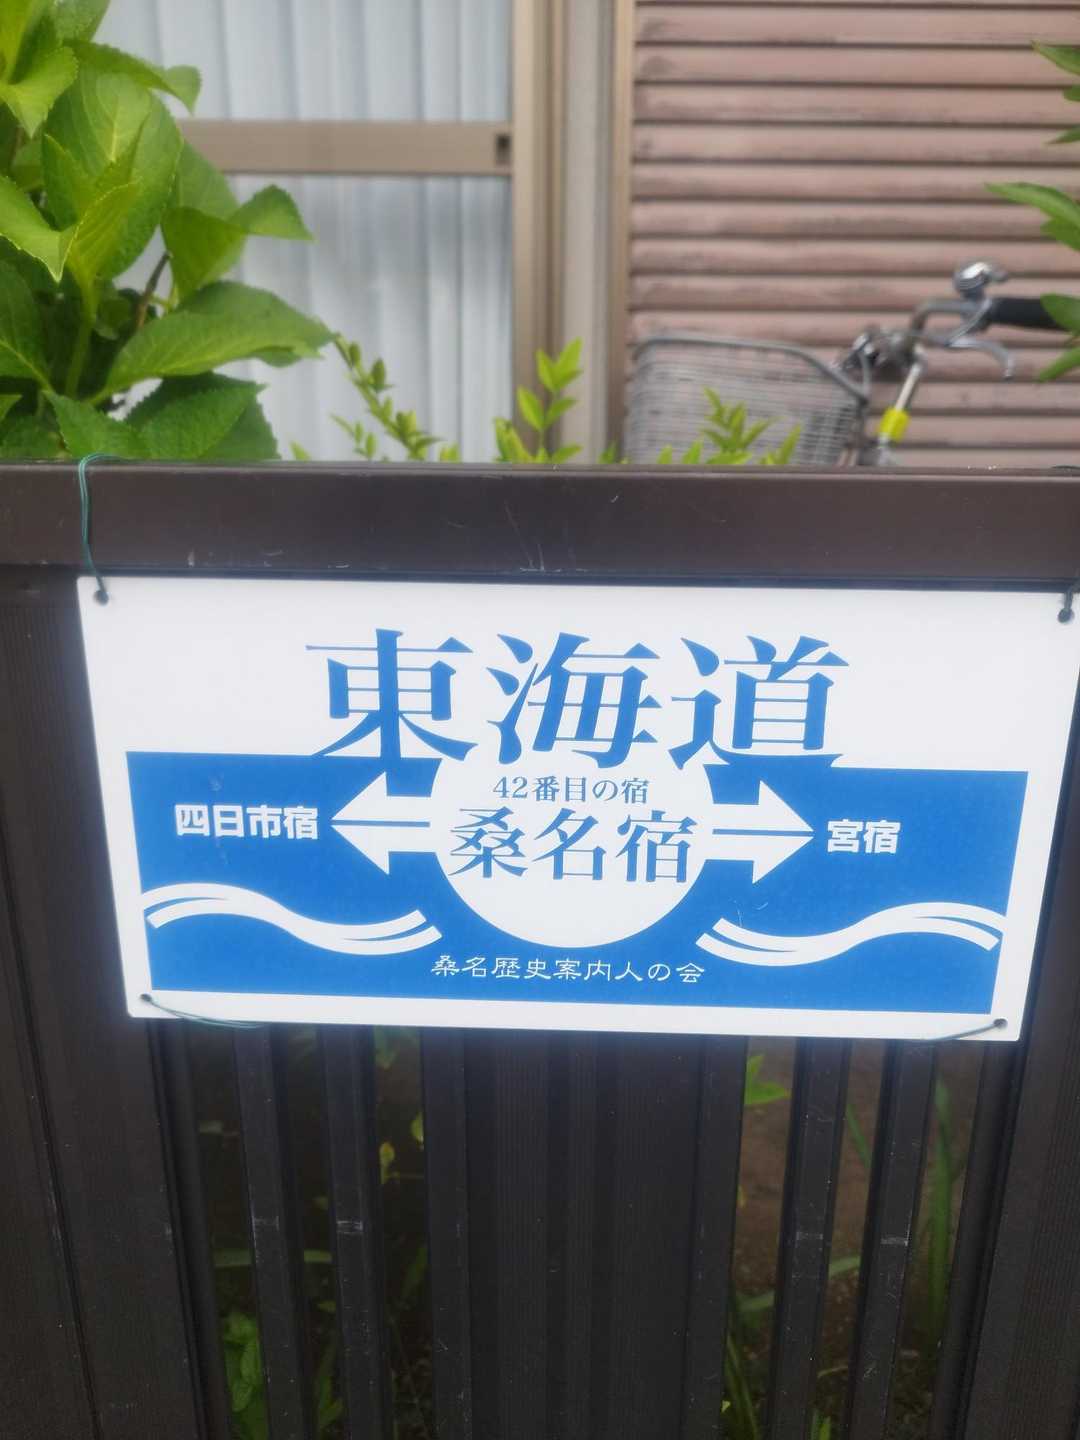 東海道
42番目の宿
四日市宿 桑名宿 宮宿
桑名歴史案内人の会